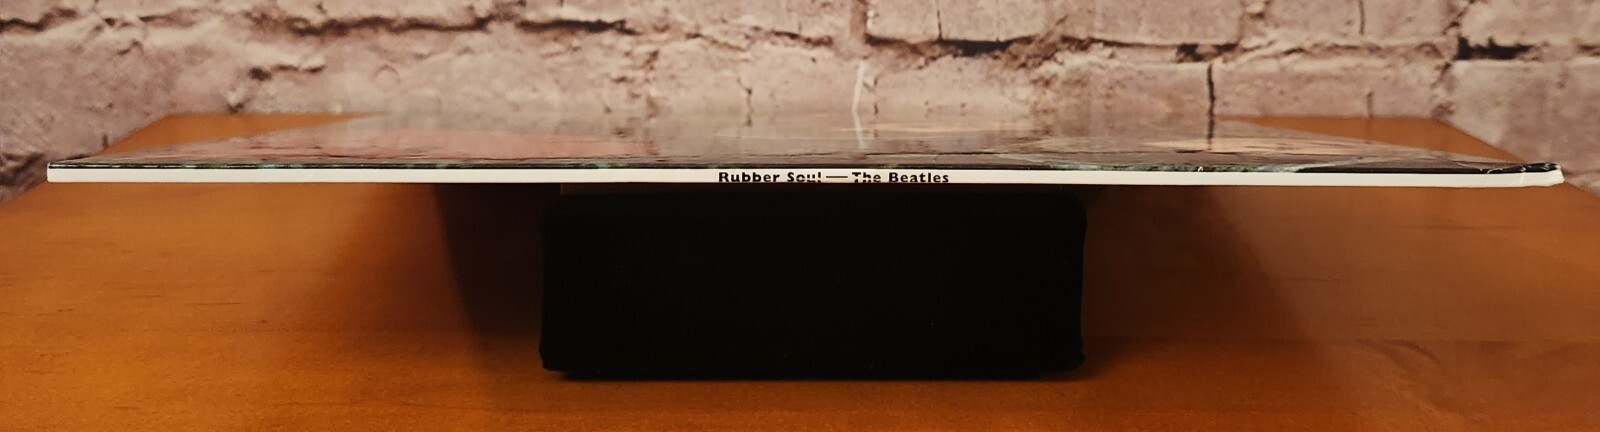 Rubber Soul — The Beatles